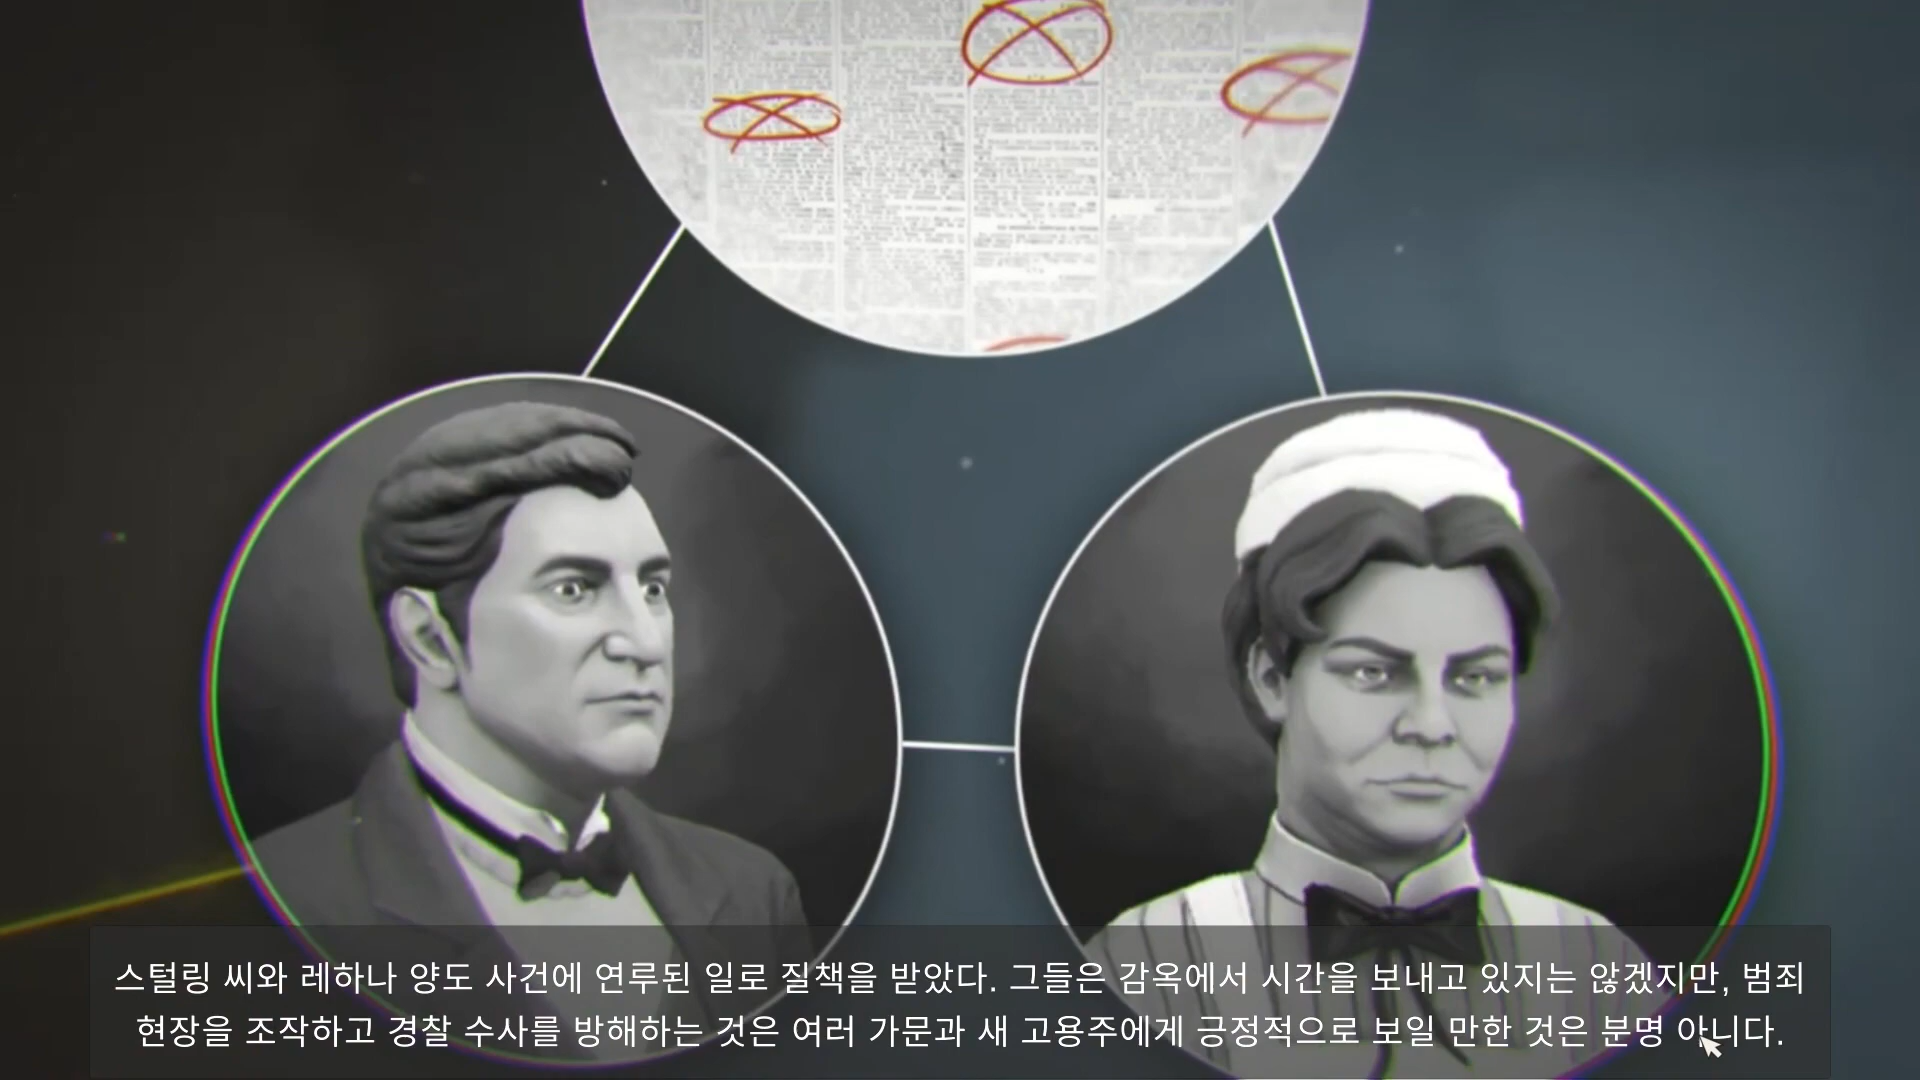 스털링 씨와 레하나 양도 사건에 연루된 일로 질책을 받았다. 그들은 감옥에서 시간을 보내고 있지는 않겠지만, 범죄
현장을 조작하고 경찰 수사를 방해하는 것은 여러 가문과 새 고용주에게 긍정적으로 보일 만한 것은 분명 아니다.